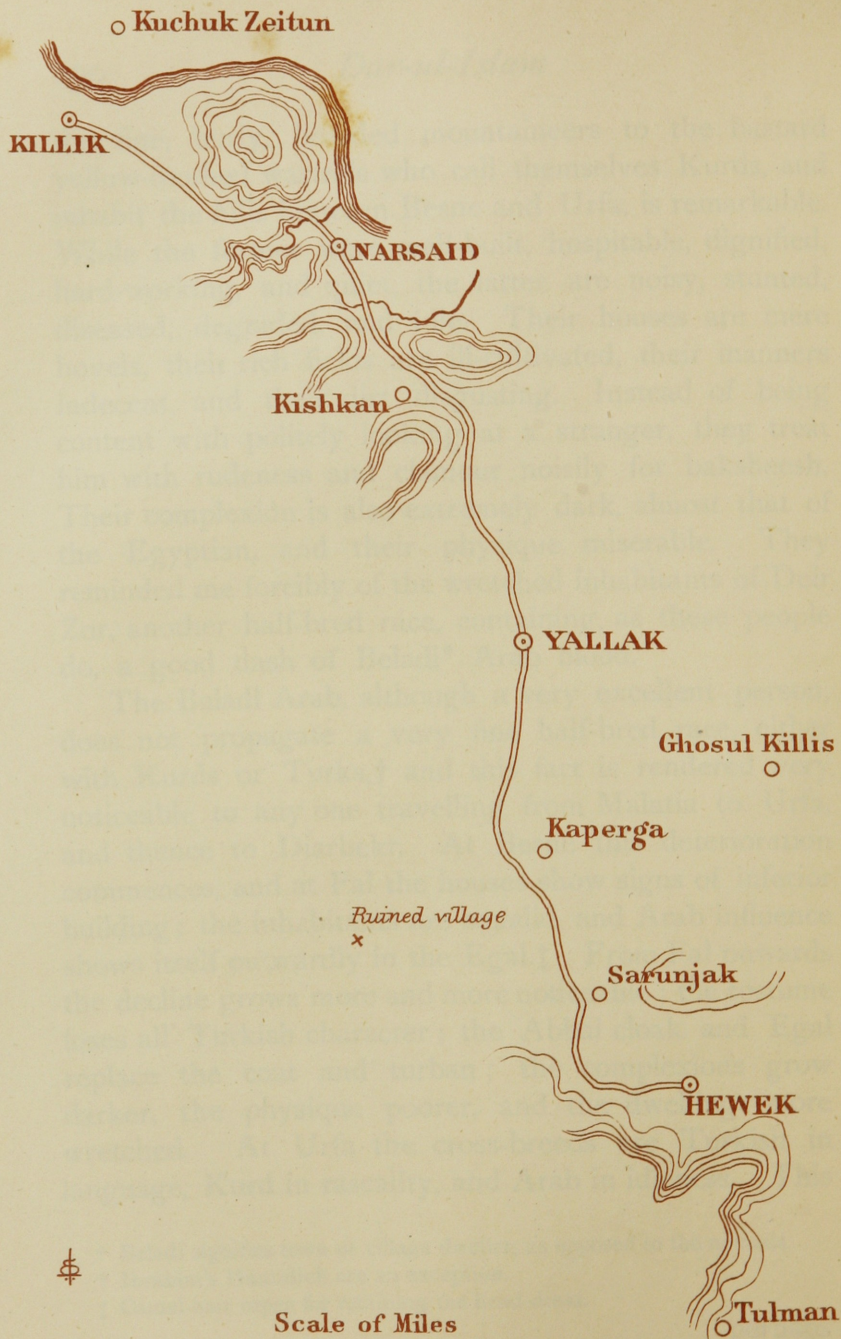 Kuchuk Zeitun
KILLIK
NARSAID
Kishkan
YALLAK
Ghosul Killis
Kaperga
Ruined village
x
Sarunjak
HEWEK
Tulman
Scale of Miles